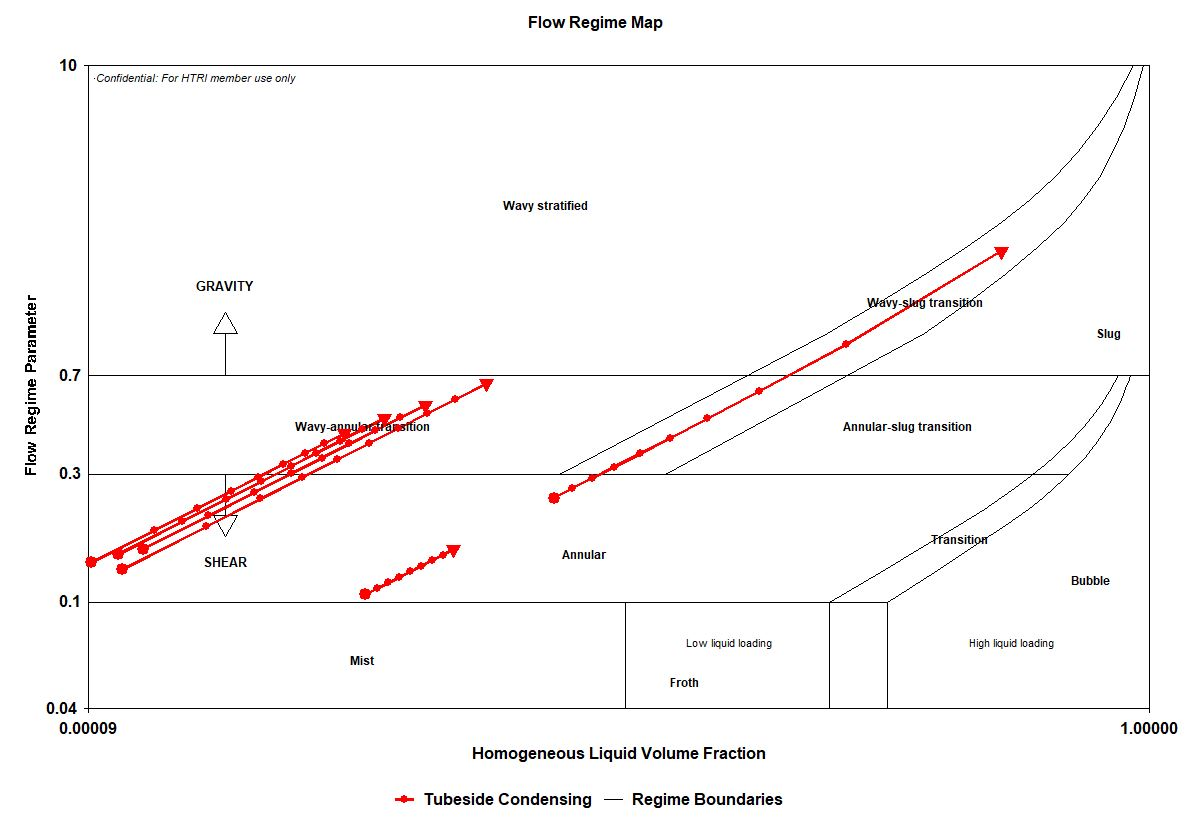 Flow Regime Map
10
·Confidential: For HTRI member use only
Wavy stratified
GRAVITY
Wavy-slug transition
Slug
0.7
Flow Regime Parameter
Wavy-annular transition
Annular-slug transition
0.3
SHEAR
Annular
Transition
Bubble
0.1
Low liquid loading
High liquid loading
Mist
Froth
0.04
0.00009
1.00000
Homogeneous Liquid Volume Fraction
Tubeside Condensing
Regime Boundaries